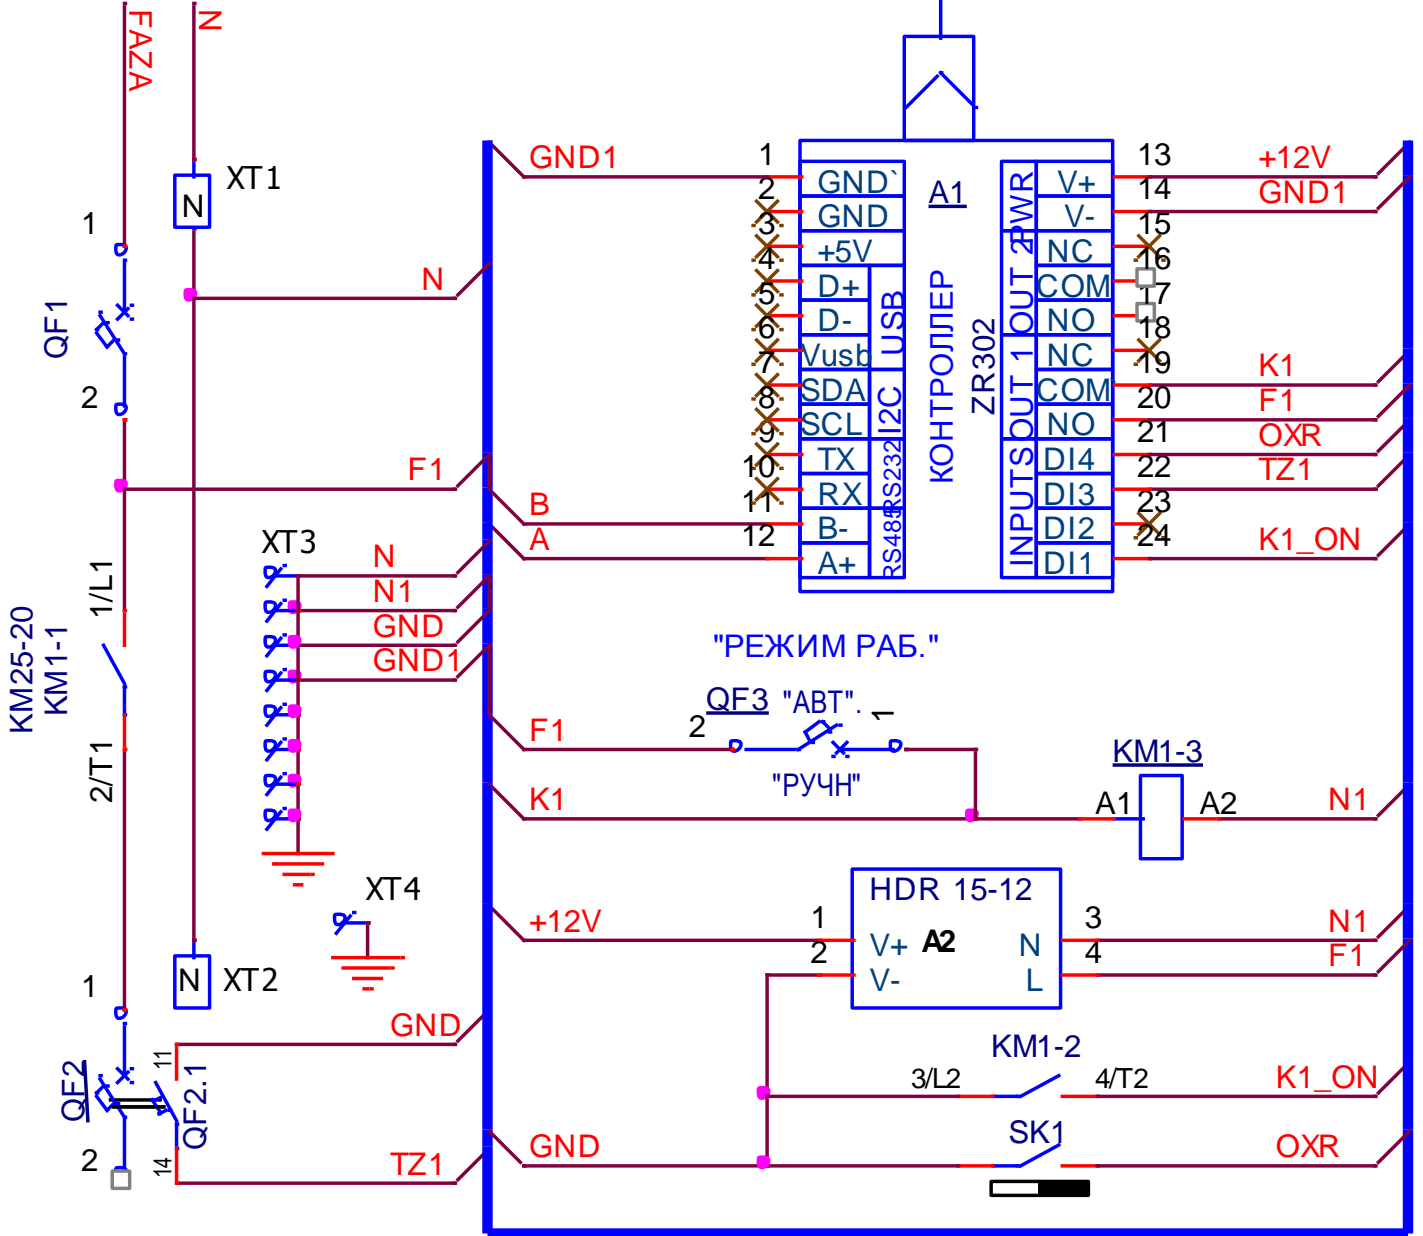 FAZA
N
XT1
N
1
QF1
2
N
F1
KM25-20
KM1-1
1/L1
2/T1
XT3
N
N1
GND
GND1
XT4
N
XT2
1
QF2
2
11
QF2.1
14
GND
TZ1
GND1
B
A
1
2
3
4
5
6
7
8
9
10
11
12
GND`
GND
+5V
D+
D-
Vusb
SDA
SCL
TX
RX
B-
A+
USB
I2C
RS232
RS485
A1
КОНТРОЛЛЕР
ZR302
PWR
OUT 2
OUT 1
INPUTS
V+
V-
NC
COM
NO
NC
COM
NO
DI4
DI3
DI2
DI1
13
14
15
16
17
18
19
20
21
22
23
24
+12V
GND1
K1
F1
OXR
TZ1
K1_ON
"РЕЖИМ РАБ."
QF3 "АВТ".
2
1
"РУЧН"
F1
K1
KM1-3
A1
A2
N1
HDR 15-12
+12V
1
2
V+
A2
N
V-
L
3
4
N1
F1
KM1-2
3/L2
4/T2
K1_ON
SK1
GND
OXR